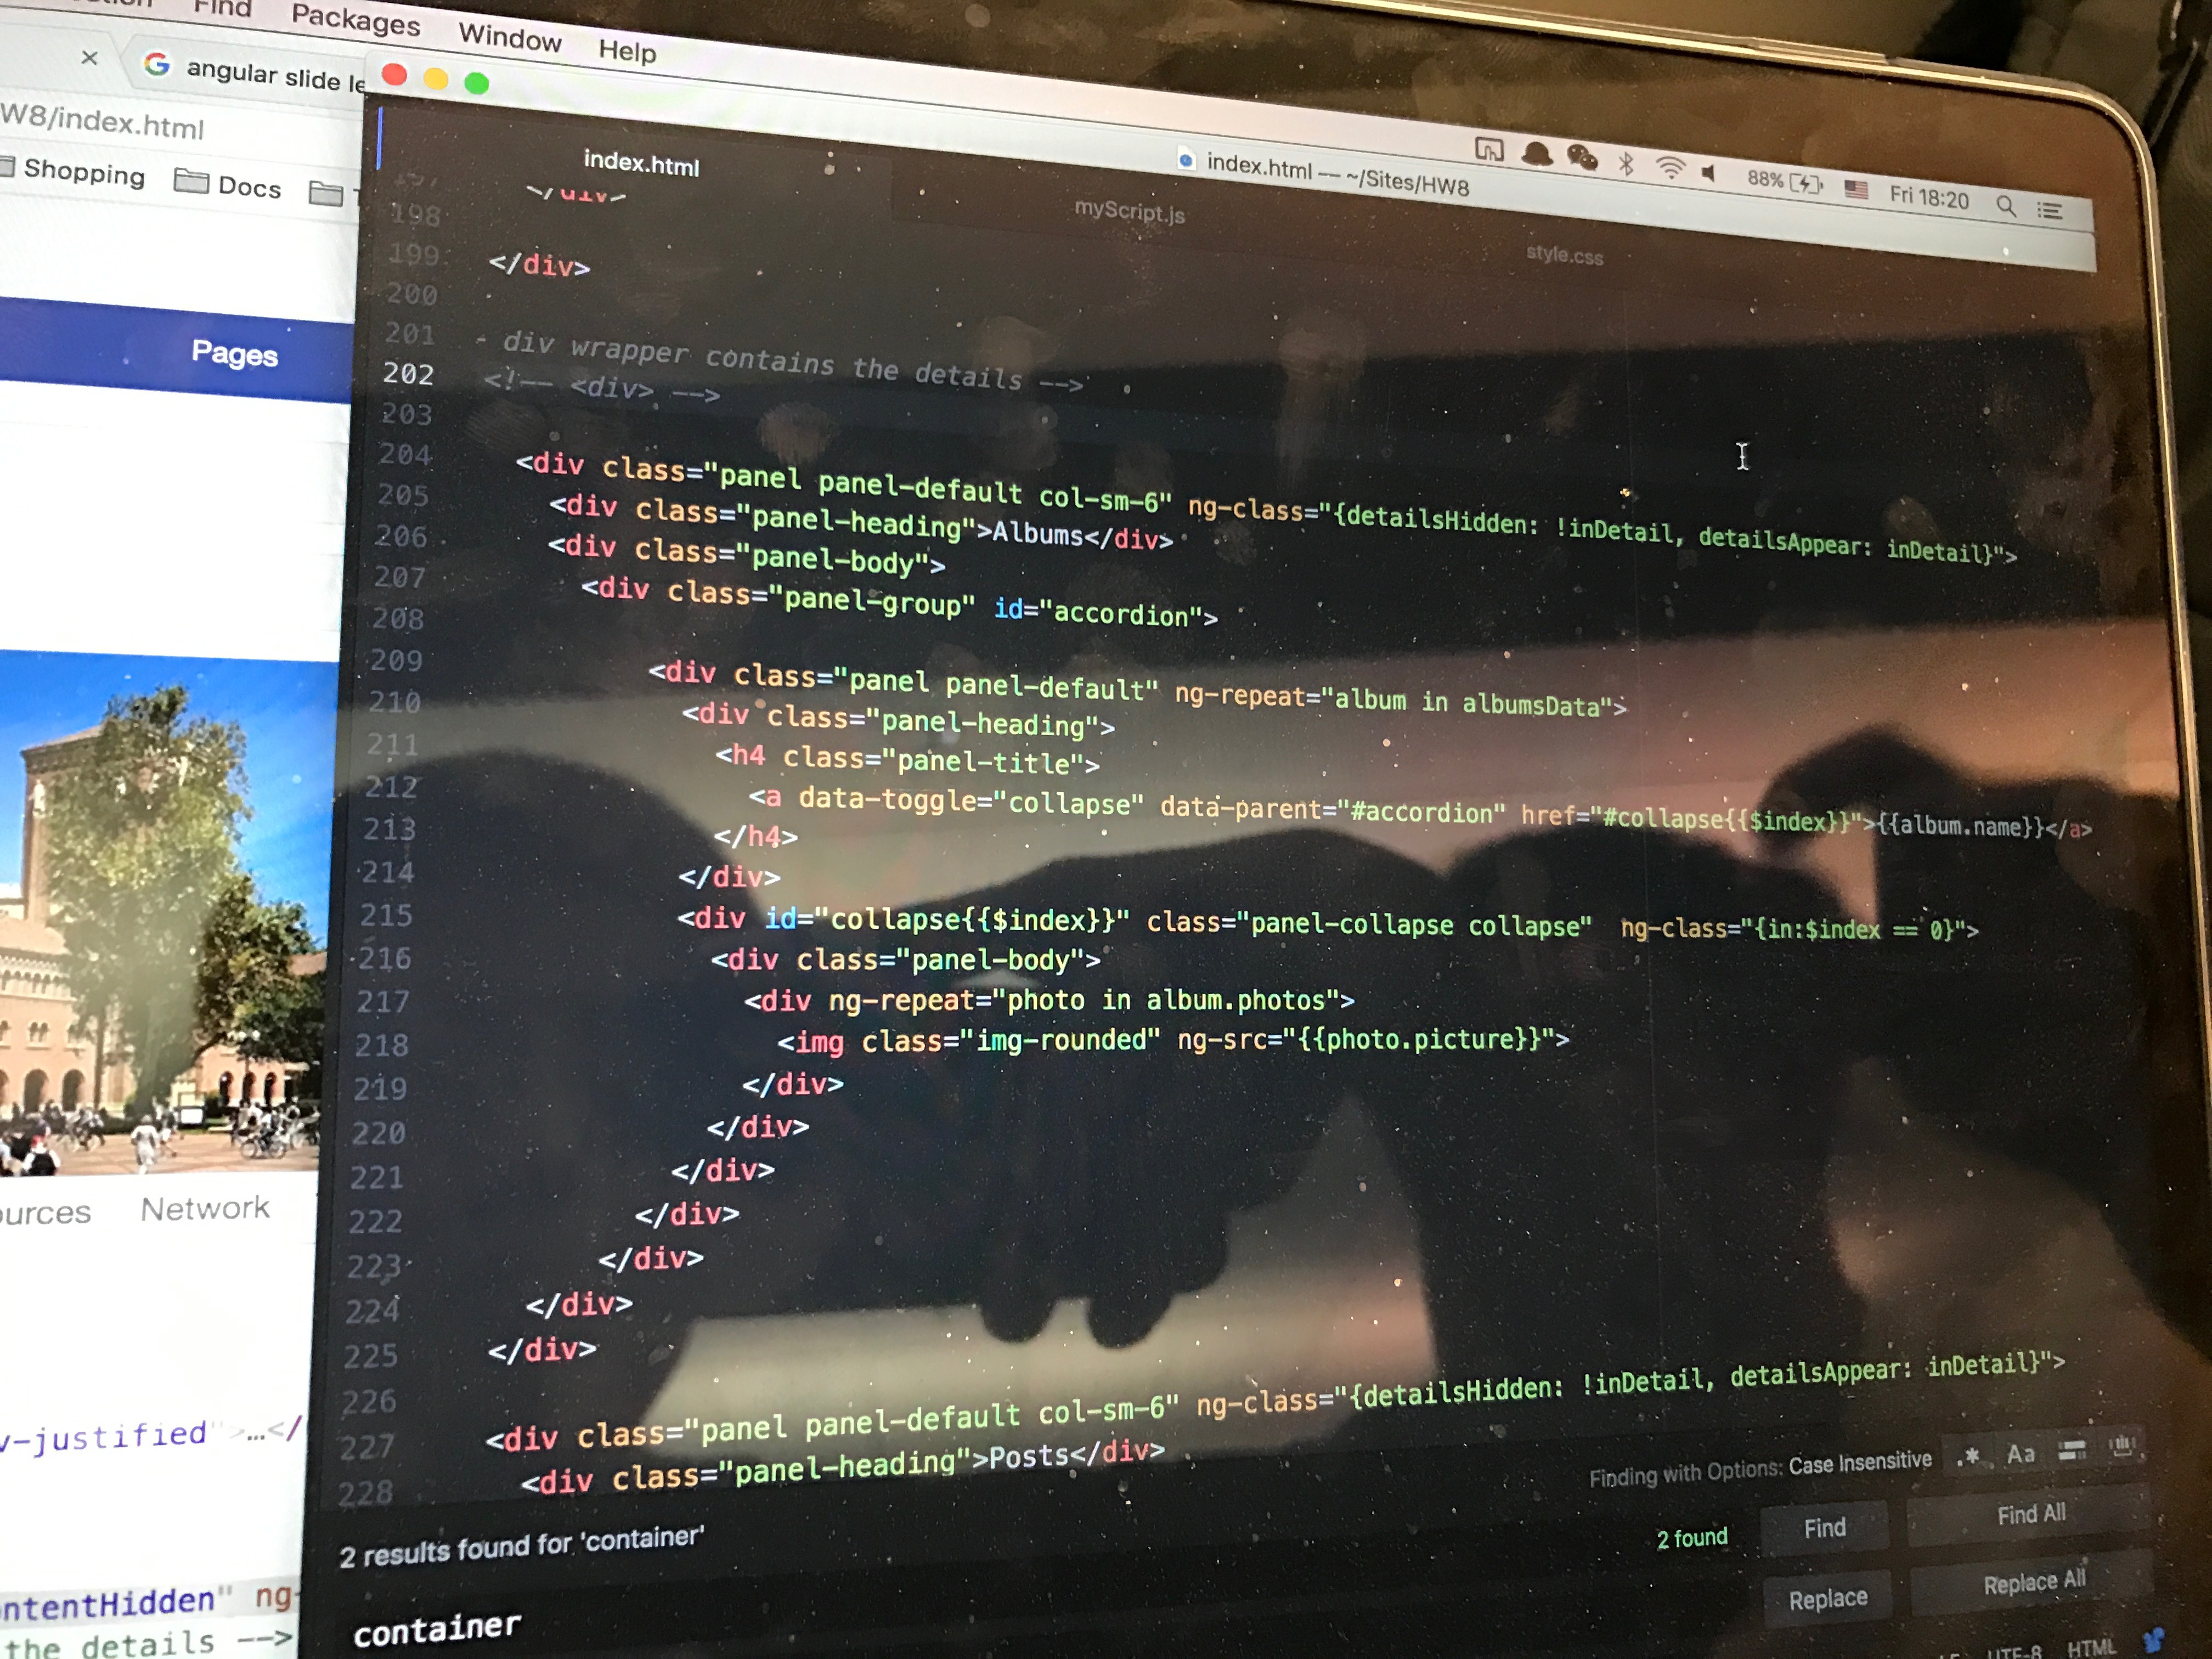 Find Packages Window Help
angular slide le
W8/index.html
Shopping Docs
index.html — ~/Sites/HW8
88% Fri 18:20
index.html myScript.js style.css
Pages
198
199 </div>
200
201 - div wrapper contains the details -->
202 <!-- <div> -->
203
204 <div class="panel panel-default col-sm-6" ng-class="{detailsHidden: !inDetail, detailsAppear: inDetail}">
205 <div class="panel-heading">Albums</div>
206 <div class="panel-body">
207 <div class="panel-group" id="accordion">
208
209 <div class="panel panel-default" ng-repeat="album in albumsData">
210 <div class="panel-heading">
211 <h4 class="panel-title">
212 <a data-toggle="collapse" data-parent="#accordion" href="#collapse{{$index}}">{{album.name}}</a>
213 </h4>
214 </div>
215 <div id="collapse{{$index}}" class="panel-collapse collapse" ng-class="{in:$index == 0}">
216 <div class="panel-body">
217 <div ng-repeat="photo in album.photos">
218 <img class="img-rounded" ng-src="{{photo.picture}}">
219 </div>
220 </div>
221 </div>
222 </div>
223 </div>
224 </div>
225 </div>
226
227 <div class="panel panel-default col-sm-6" ng-class="{detailsHidden: !inDetail, detailsAppear: inDetail}">
228 <div class="panel-heading">Posts</div>
ources Network
v-justified">…</
ntentHidden" ng-
the details -->
Finding with Options: Case Insensitive .* Aa
2 results found for 'container'
2 found Find Find All
container
Replace Replace All
UTF-8 HTML